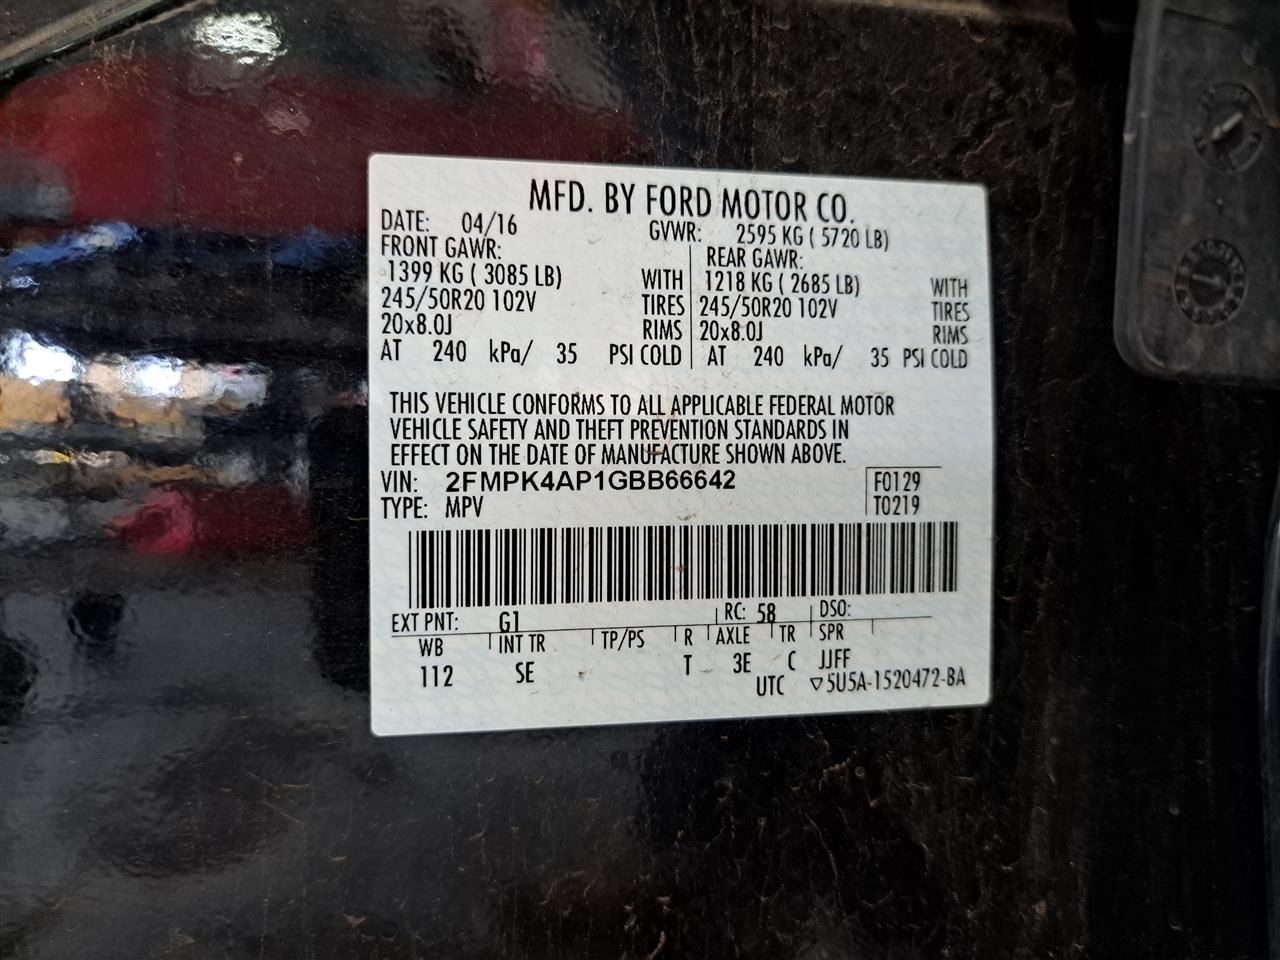 MFD. BY FORD MOTOR CO.
DATE: 04/16 GVWR: 2595 KG ( 5720 LB)
FRONT GAWR: REAR GAWR:
1399 KG ( 3085 LB) WITH 1218 KG ( 2685 LB) WITH
245/50R20 102V TIRES 245/50R20 102V TIRES
20x8.0J RIMS 20x8.0J RIMS
AT 240 kPa/ 35 PSI COLD AT 240 kPa/ 35 PSI COLD
THIS VEHICLE CONFORMS TO ALL APPLICABLE FEDERAL MOTOR
VEHICLE SAFETY AND THEFT PREVENTION STANDARDS IN
EFFECT ON THE DATE OF MANUFACTURE SHOWN ABOVE.
VIN: 2FMPK4AP1GBB66642 F0129
TYPE: MPV T0219
EXT PNT: G1 RC: 58 DSO:
WB INT TR TP/PS R AXLE TR SPR
112 SE T 3E C JJFF
UTC ▽5U5A-1520472-BA